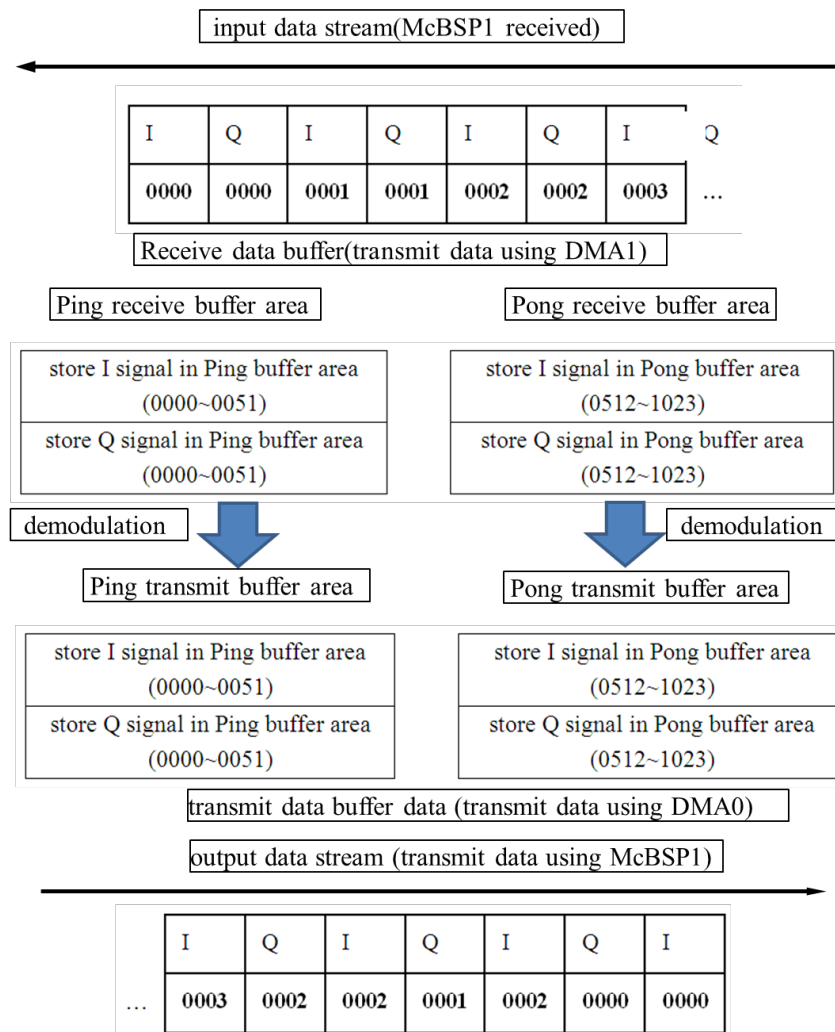 input data stream(McBSP1 received)
I Q I Q I Q I Q
0000 0000 0001 0001 0002 0002 0003 ...
Receive data buffer(transmit data using DMA1)
Ping receive buffer area Pong receive buffer area
store I signal in Ping buffer area store I signal in Pong buffer area
(0000~0051) (0512~1023)
store Q signal in Ping buffer area store Q signal in Pong buffer area
(0000~0051) (0512~1023)
demodulation demodulation
Ping transmit buffer area Pong transmit buffer area
store I signal in Ping buffer area store I signal in Pong buffer area
(0000~0051) (0512~1023)
store Q signal in Ping buffer area store Q signal in Pong buffer area
(0000~0051) (0512~1023)
transmit data buffer data (transmit data using DMA0)
output data stream (transmit data using McBSP1)
I Q I Q I Q I
... 0003 0002 0002 0001 0002 0000 0000